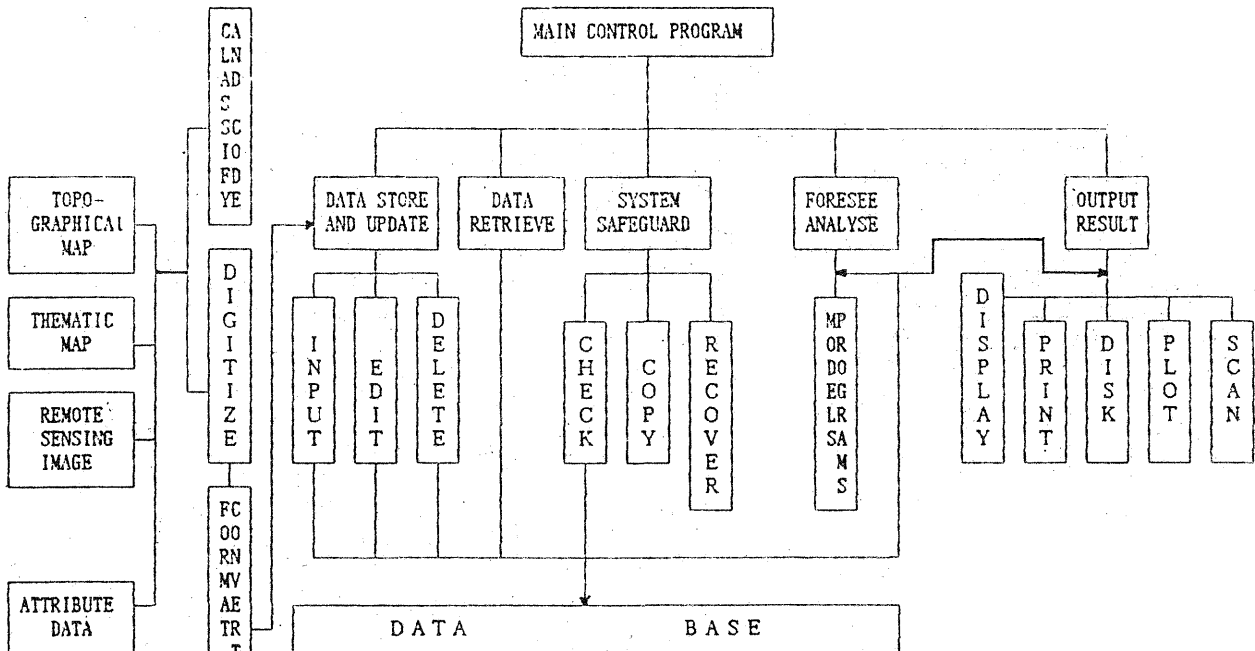 MAIN CONTROL PROGRAM
CLASSIFY
AND CODE
TOPO-
GRAPHICAL
MAP
DATA STORE
AND UPDATE
DATA
RETRIEVE
SYSTEM
SAFEGUARD
FORESEE
ANALYSE
OUTPUT
RESULT
THEMATIC
MAP
DIGITIZE
INPUT
EDIT
DELETE
CHECK
COPY
RECOVER
MODELS
PROGRAMS
DISPLAY
PRINT
DISK
PLOT
SCAN
REMOTE
SENSING
IMAGE
FORMAT
CONVERT
ATTRIBUTE
DATA
DATA BASE